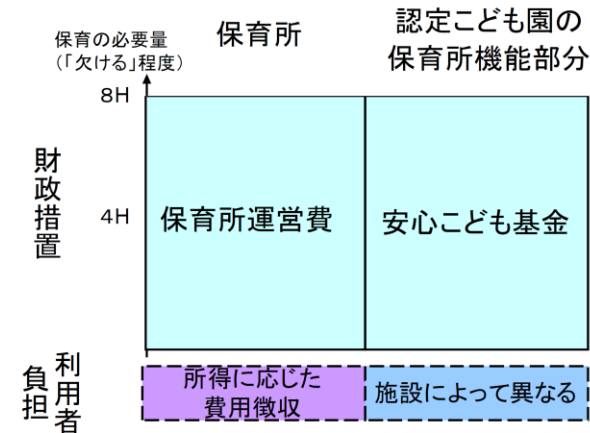 保育の必要量
(「欠ける」程度)
保育所
認定こども園の
保育所機能部分
8H
財政措置
4H
保育所運営費
安心こども基金
利用者
負担
所得に応じた
費用徴収
施設によって異なる